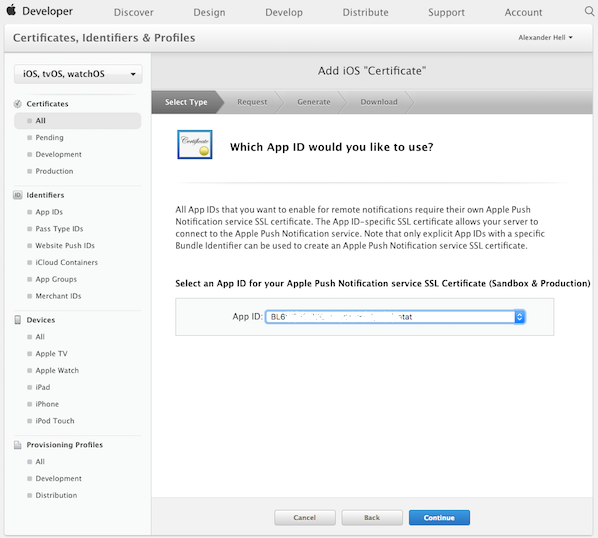 Developer
Discover
Design
Develop
Distribute
Support
Account
Certificates, Identifiers & Profiles
Alexander Hell
iOS, tvOS, watchOS
Certificates
All
Pending
Development
Production
Identifiers
App IDs
Pass Type IDs
Website Push IDs
iCloud Containers
App Groups
Merchant IDs
Devices
All
Apple TV
Apple Watch
iPad
iPhone
iPod Touch
Provisioning Profiles
All
Development
Distribution
Add iOS "Certificate"
Select Type
Request
Generate
Download
Certificate
Which App ID would you like to use?
All App IDs that you want to enable for remote notifications require their own Apple Push
Notification service SSL certificate. The App ID-specific SSL certificate allows your server to
connect to the Apple Push Notification service. Note that only explicit App IDs with a specific
Bundle Identifier can be used to create an Apple Push Notification service SSL certificate.
Select an App ID for your Apple Push Notification service SSL Certificate (Sandbox & Production)
App ID:
Cancel
Back
Continue